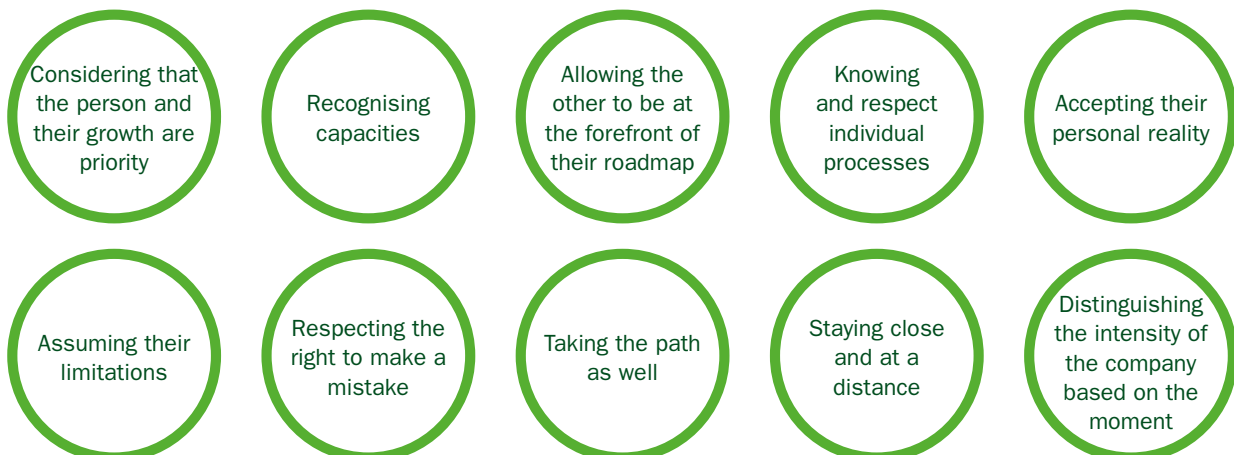 Considering that
the person and
their growth are
priority
Recognising
capacities
Allowing the
other to be at
the forefront of
their roadmap
Knowing
and respect
individual
processes
Accepting their
personal reality
Assuming their
limitations
Respecting the
right to make a
mistake
Taking the path
as well
Staying close
and at a
distance
Distinguishing
the intensity of
the company
based on the
moment